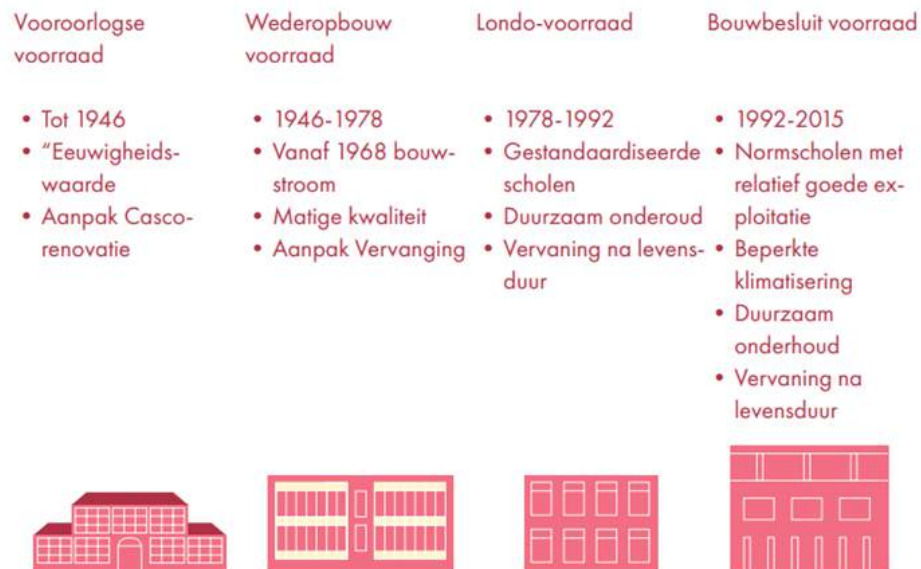 Vooroorlogse
voorraad
• Tot 1946
• “Eeuwigheids-
waarde
• Aanpak Casco-
renovatie
Wederopbouw
voorraad
• 1946-1978
• Vanaf 1968 bouw-
stroom
• Matige kwaliteit
• Aanpak Vervanging
Londo-voorraad
• 1978-1992
• Gestandaardiseerde
scholen
• Duurzaam onderoud
• Vervaning na levens-
duur
Bouwbesluit voorraad
• 1992-2015
• Normscholen met
relatief goede ex-
ploitatie
• Beperkte
klimatisering
• Duurzaam
onderhoud
• Vervaning na
levensduur